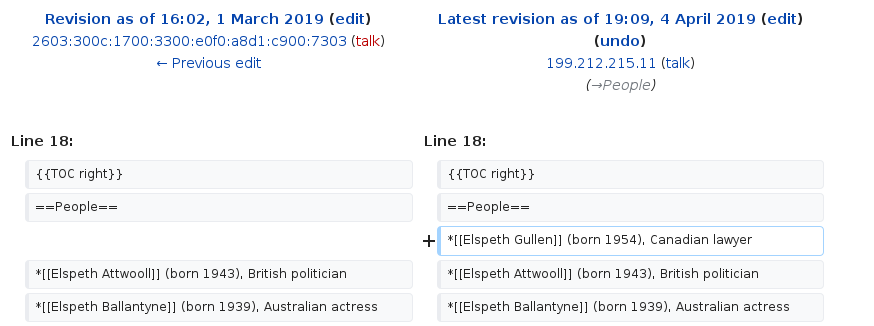 Revision as of 16:02, 1 March 2019 (edit)
2603:300c:1700:3300:e0f0:a8d1:c900:7303 (talk)
← Previous edit
Latest revision as of 19:09, 4 April 2019 (edit)
(undo)
199.212.215.11 (talk)
(→People)
Line 18:
Line 18:
{{TOC right}}
{{TOC right}}
==People==
==People==
+ *[[Elspeth Gullen]] (born 1954), Canadian lawyer
*[[Elspeth Attwooll]] (born 1943), British politician
*[[Elspeth Attwooll]] (born 1943), British politician
*[[Elspeth Ballantyne]] (born 1939), Australian actress
*[[Elspeth Ballantyne]] (born 1939), Australian actress